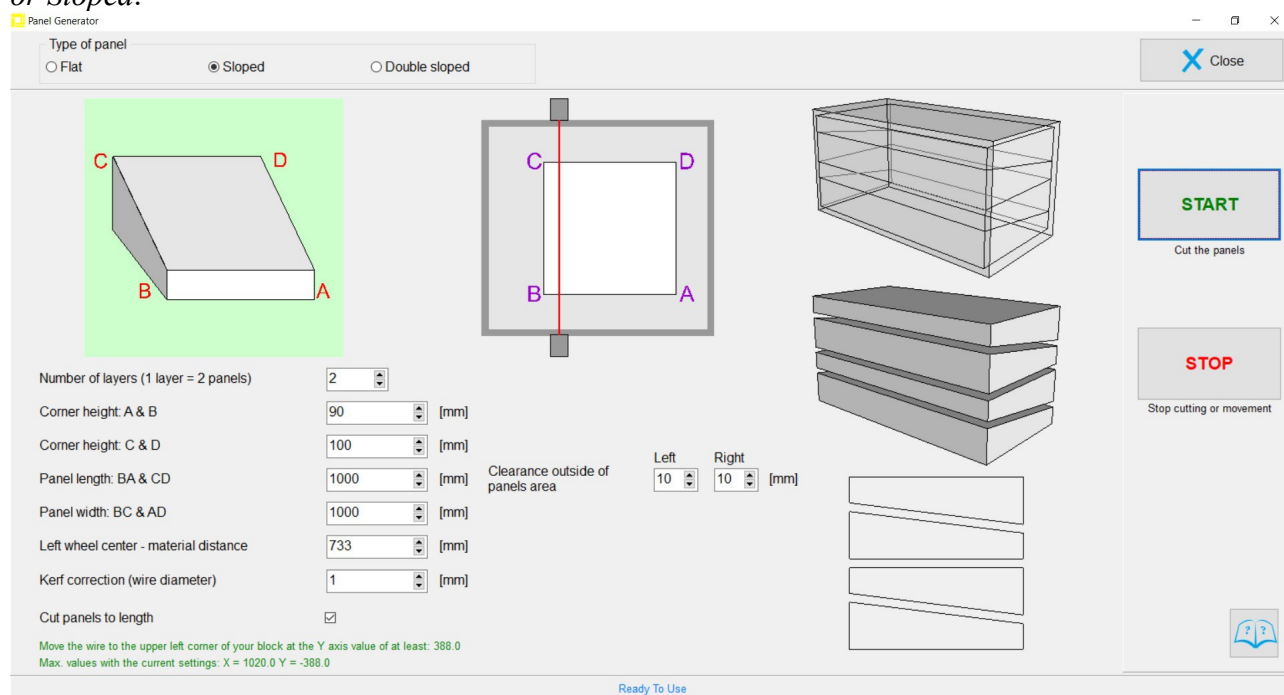 or Sloped.
Panel Generator
Type of panel
Flat Sloped Double sloped
Close
C D
B A
C D
B A
START
Cut the panels
STOP
Stop cutting or movement
Number of layers (1 layer = 2 panels) 2
Corner height: A & B 90 [mm]
Corner height: C & D 100 [mm]
Panel length: BA & CD 1000 [mm]
Panel width: BC & AD 1000 [mm]
Left wheel center - material distance 733 [mm]
Kerf correction (wire diameter) 1 [mm]
Cut panels to length
Left Right
Clearance outside of
panels area 10 10 [mm]
Move the wire to the upper left corner of your block at the Y axis value of at least: 388.0
Max. values with the current settings: X = 1020.0 Y = -388.0
? ?
Ready To Use